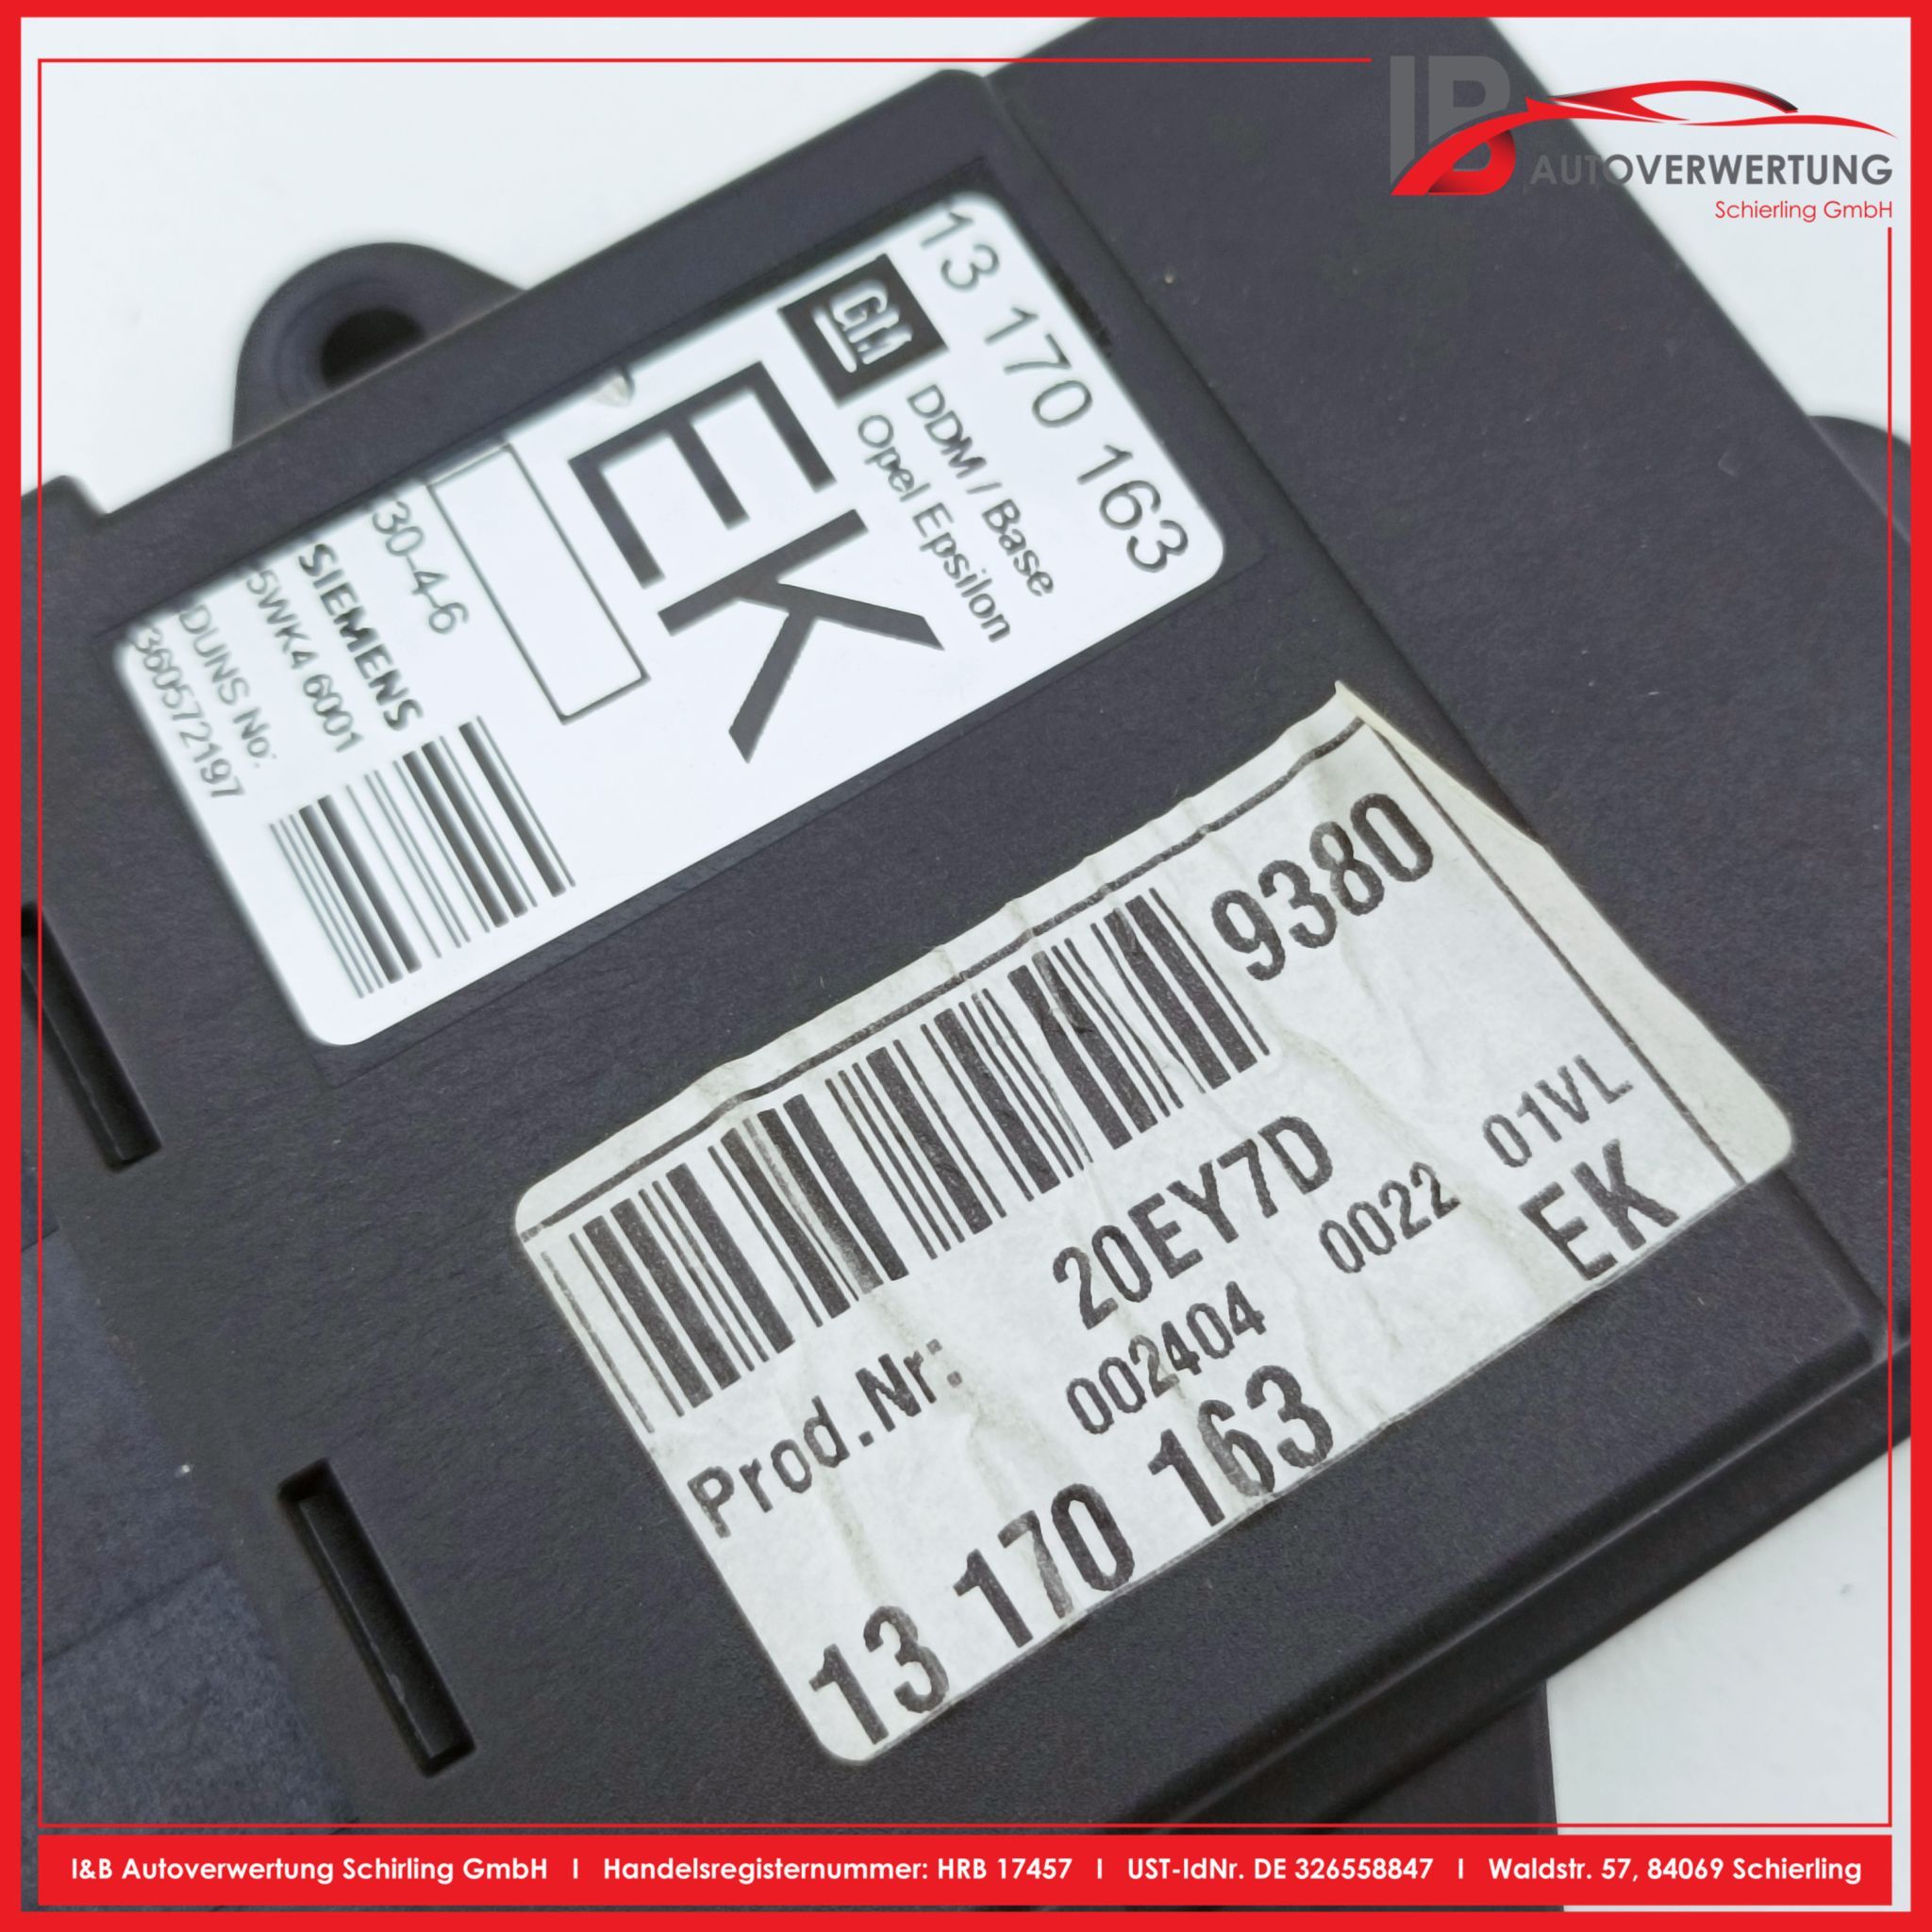 IB
AUTOVERWERTUNG
Schierling GmbH
13 170 163
GM
DDM / Base
Opel Epsilon
EK
30-4-6
SIEMENS
5WK4 6001
DUNS No:
360572197
9380
Prod.Nr: 20EY7D
002404 0022 01VL
13 170 163 EK
I&B Autoverwertung Schirling GmbH I Handelsregisternummer: HRB 17457 I UST-IdNr. DE 326558847 I Waldstr. 57, 84069 Schierling